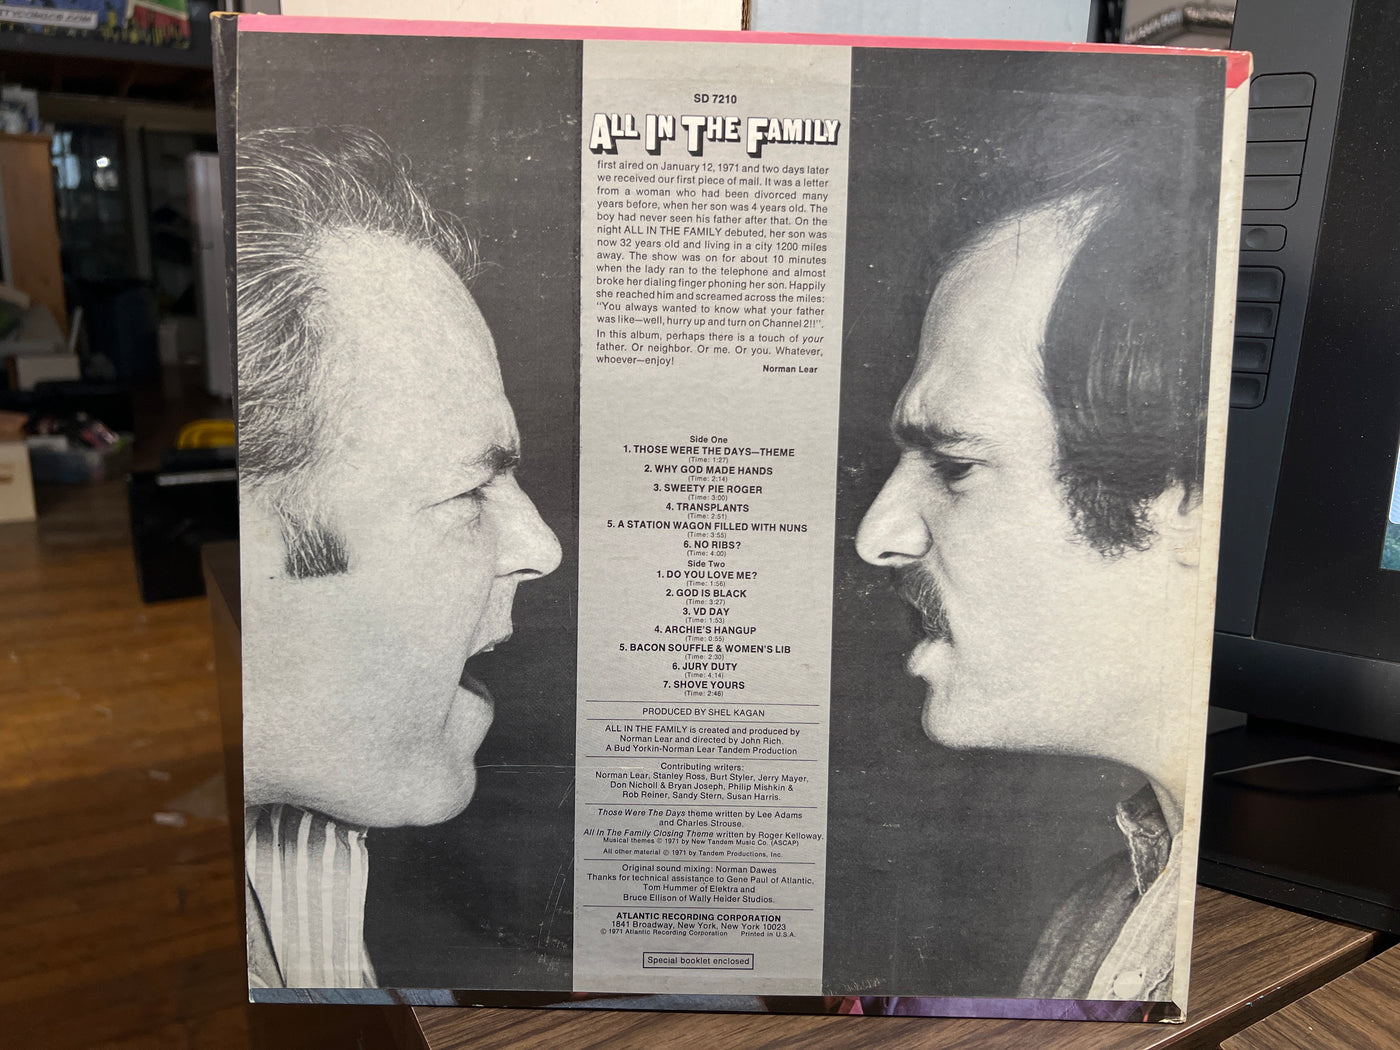 SD 7210
ALL IN THE FAMILY
first aired on January 12, 1971 and two days later
we received our first piece of mail. It was a letter
from a woman who had been divorced many
years before, when her son was 4 years old. The
boy had never seen his father after that. On the
night ALL IN THE FAMILY debuted, her son was
now 32 years old and living in a city 1200 miles
away. The show was on for about 10 minutes
when the lady ran to the telephone and almost
broke her dialing finger phoning her son. Happily
she reached him and screamed across the miles:
"You always wanted to know what your father
was like—well, hurry up and turn on Channel 2!!".
In this album, perhaps there is a touch of your
father. Or neighbor. Or me. Or you. Whatever,
whoever—enjoy!
Norman Lear
Side One
1. THOSE WERE THE DAYS—THEME
(Time: 1:27)
2. WHY GOD MADE HANDS
(Time: 2:14)
3. SWEETY PIE ROGER
(Time: 3:00)
4. TRANSPLANTS
(Time: 2:51)
5. A STATION WAGON FILLED WITH NUNS
(Time: 3:55)
6. NO RIBS?
(Time: 4:00)
Side Two
1. DO YOU LOVE ME?
(Time: 1:56)
2. GOD IS BLACK
(Time: 3:27)
3. VD DAY
(Time: 1:53)
4. ARCHIE'S HANGUP
(Time: 0:55)
5. BACON SOUFFLE & WOMEN'S LIB
(Time: 2:30)
6. JURY DUTY
(Time: 4:14)
7. SHOVE YOURS
(Time: 2:46)
PRODUCED BY SHEL KAGAN
ALL IN THE FAMILY is created and produced by
Norman Lear and directed by John Rich.
A Bud Yorkin-Norman Lear Tandem Production
Contributing writers:
Norman Lear, Stanley Ross, Burt Styler, Jerry Mayer,
Don Nicholl & Bryan Joseph, Philip Mishkin &
Rob Reiner, Sandy Stern, Susan Harris.
Those Were The Days theme written by Lee Adams
and Charles Strouse.
All In The Family Closing Theme written by Roger Kelloway.
Musical themes © 1971 by New Tandem Music Co. (ASCAP)
All other material © 1971 by Tandem Productions, Inc.
Original sound mixing: Norman Dawes
Thanks for technical assistance to Gene Paul of Atlantic,
Tom Hummer of Elektra and
Bruce Ellison of Wally Heider Studios.
ATLANTIC RECORDING CORPORATION
1841 Broadway, New York, New York 10023
© 1971 Atlantic Recording Corporation Printed in U.S.A.
Special booklet enclosed